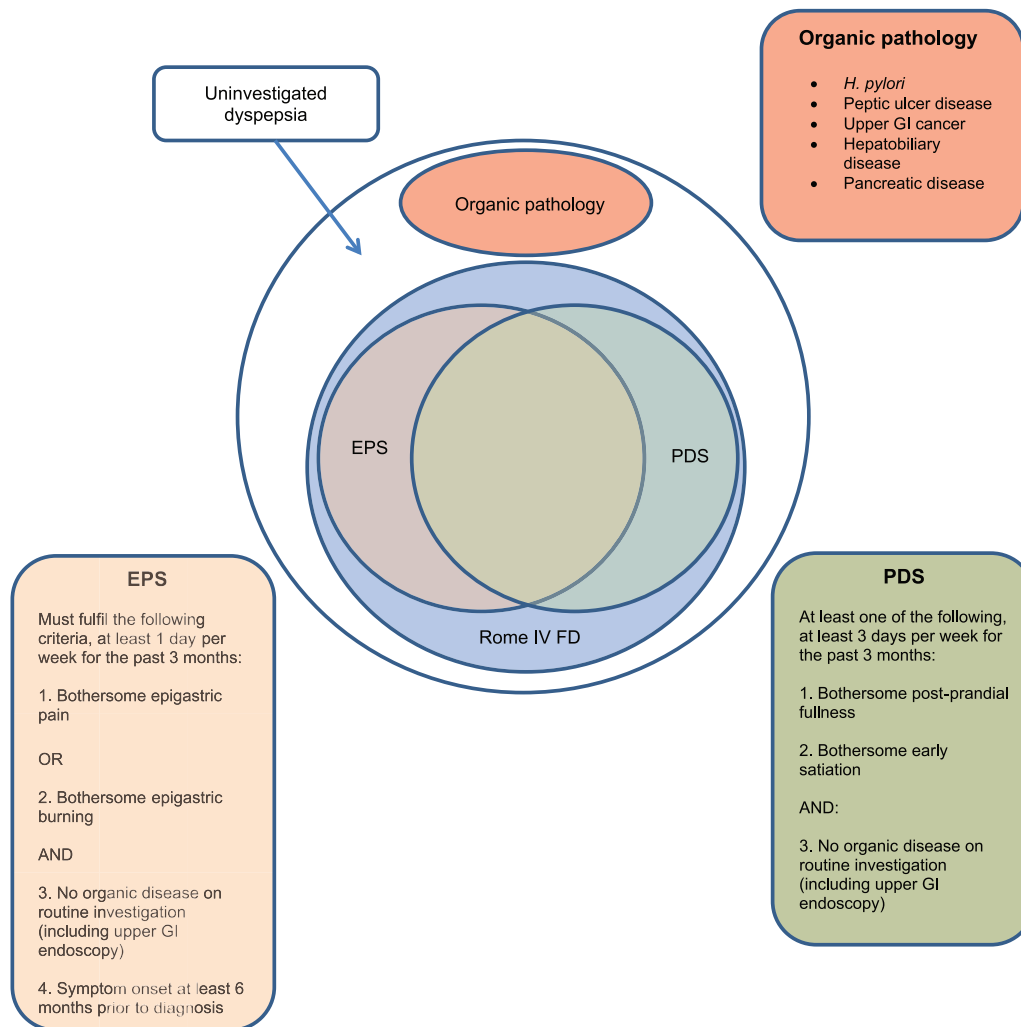 Organic pathology
• H. pylori
• Peptic ulcer disease
• Upper GI cancer
• Hepatobiliary
disease
• Pancreatic disease
Uninvestigated
dyspepsia
Organic pathology
EPS
PDS
Rome IV FD
EPS
Must fulfil the following
criteria, at least 1 day per
week for the past 3 months:
1. Bothersome epigastric
pain
OR
2. Bothersome epigastric
burning
AND
3. No organic disease on
routine investigation
(including upper GI
endoscopy)
4. Symptom onset at least 6
months prior to diagnosis
PDS
At least one of the following,
at least 3 days per week for
the past 3 months:
1. Bothersome post-prandial
fullness
2. Bothersome early
satiation
AND:
3. No organic disease on
routine investigation
(including upper GI
endoscopy)